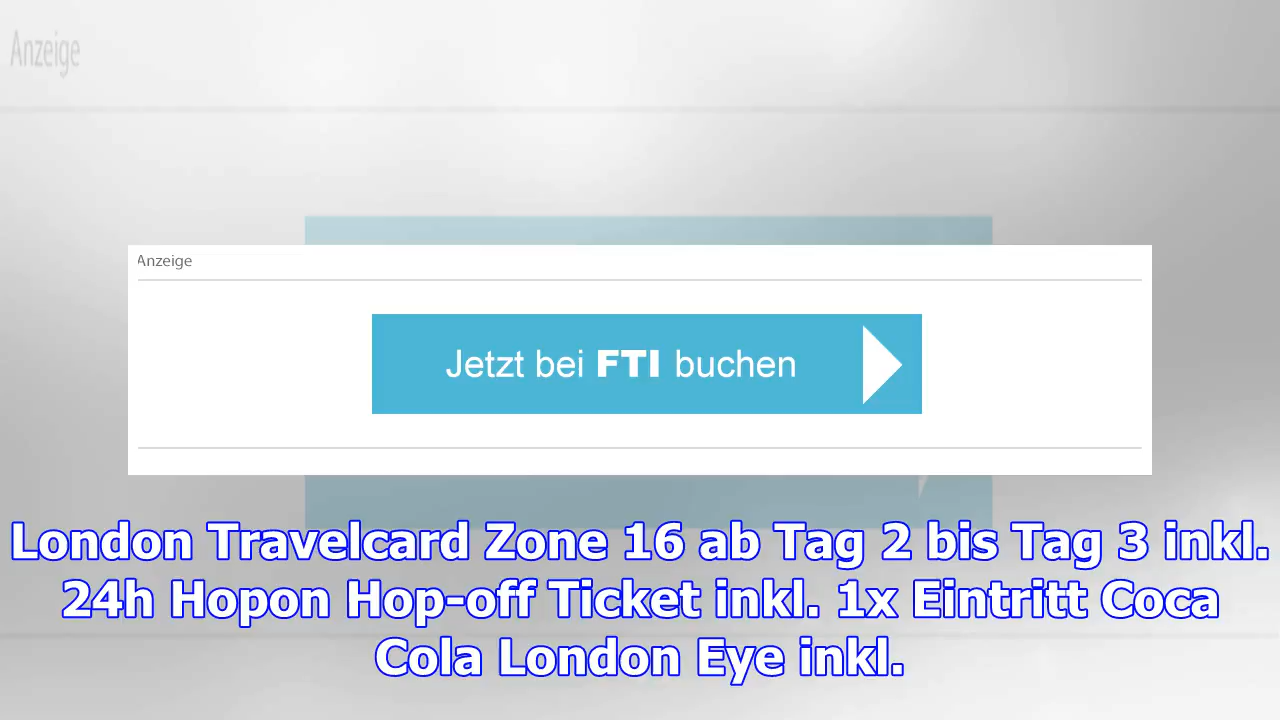 Anzeige
Anzeige
Jetzt bei FTI buchen
London Travelcard Zone 16 ab Tag 2 bis Tag 3 inkl.
24h Hopon Hop-off Ticket inkl. 1x Eintritt Coca
Cola London Eye inkl.